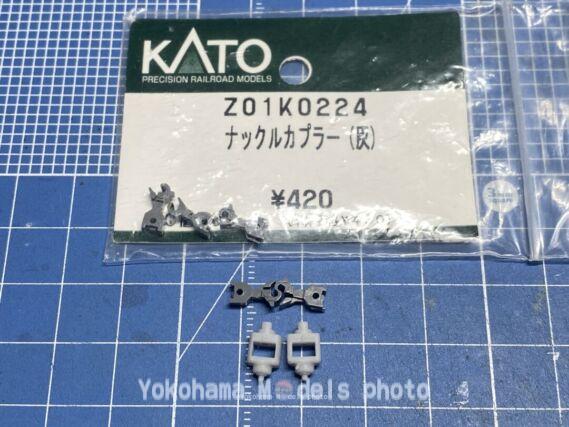 KATO
PRECISION RAILROAD MODELS
Z01K0224
ナックルカプラー(灰)
¥420
Yokohama Models photo